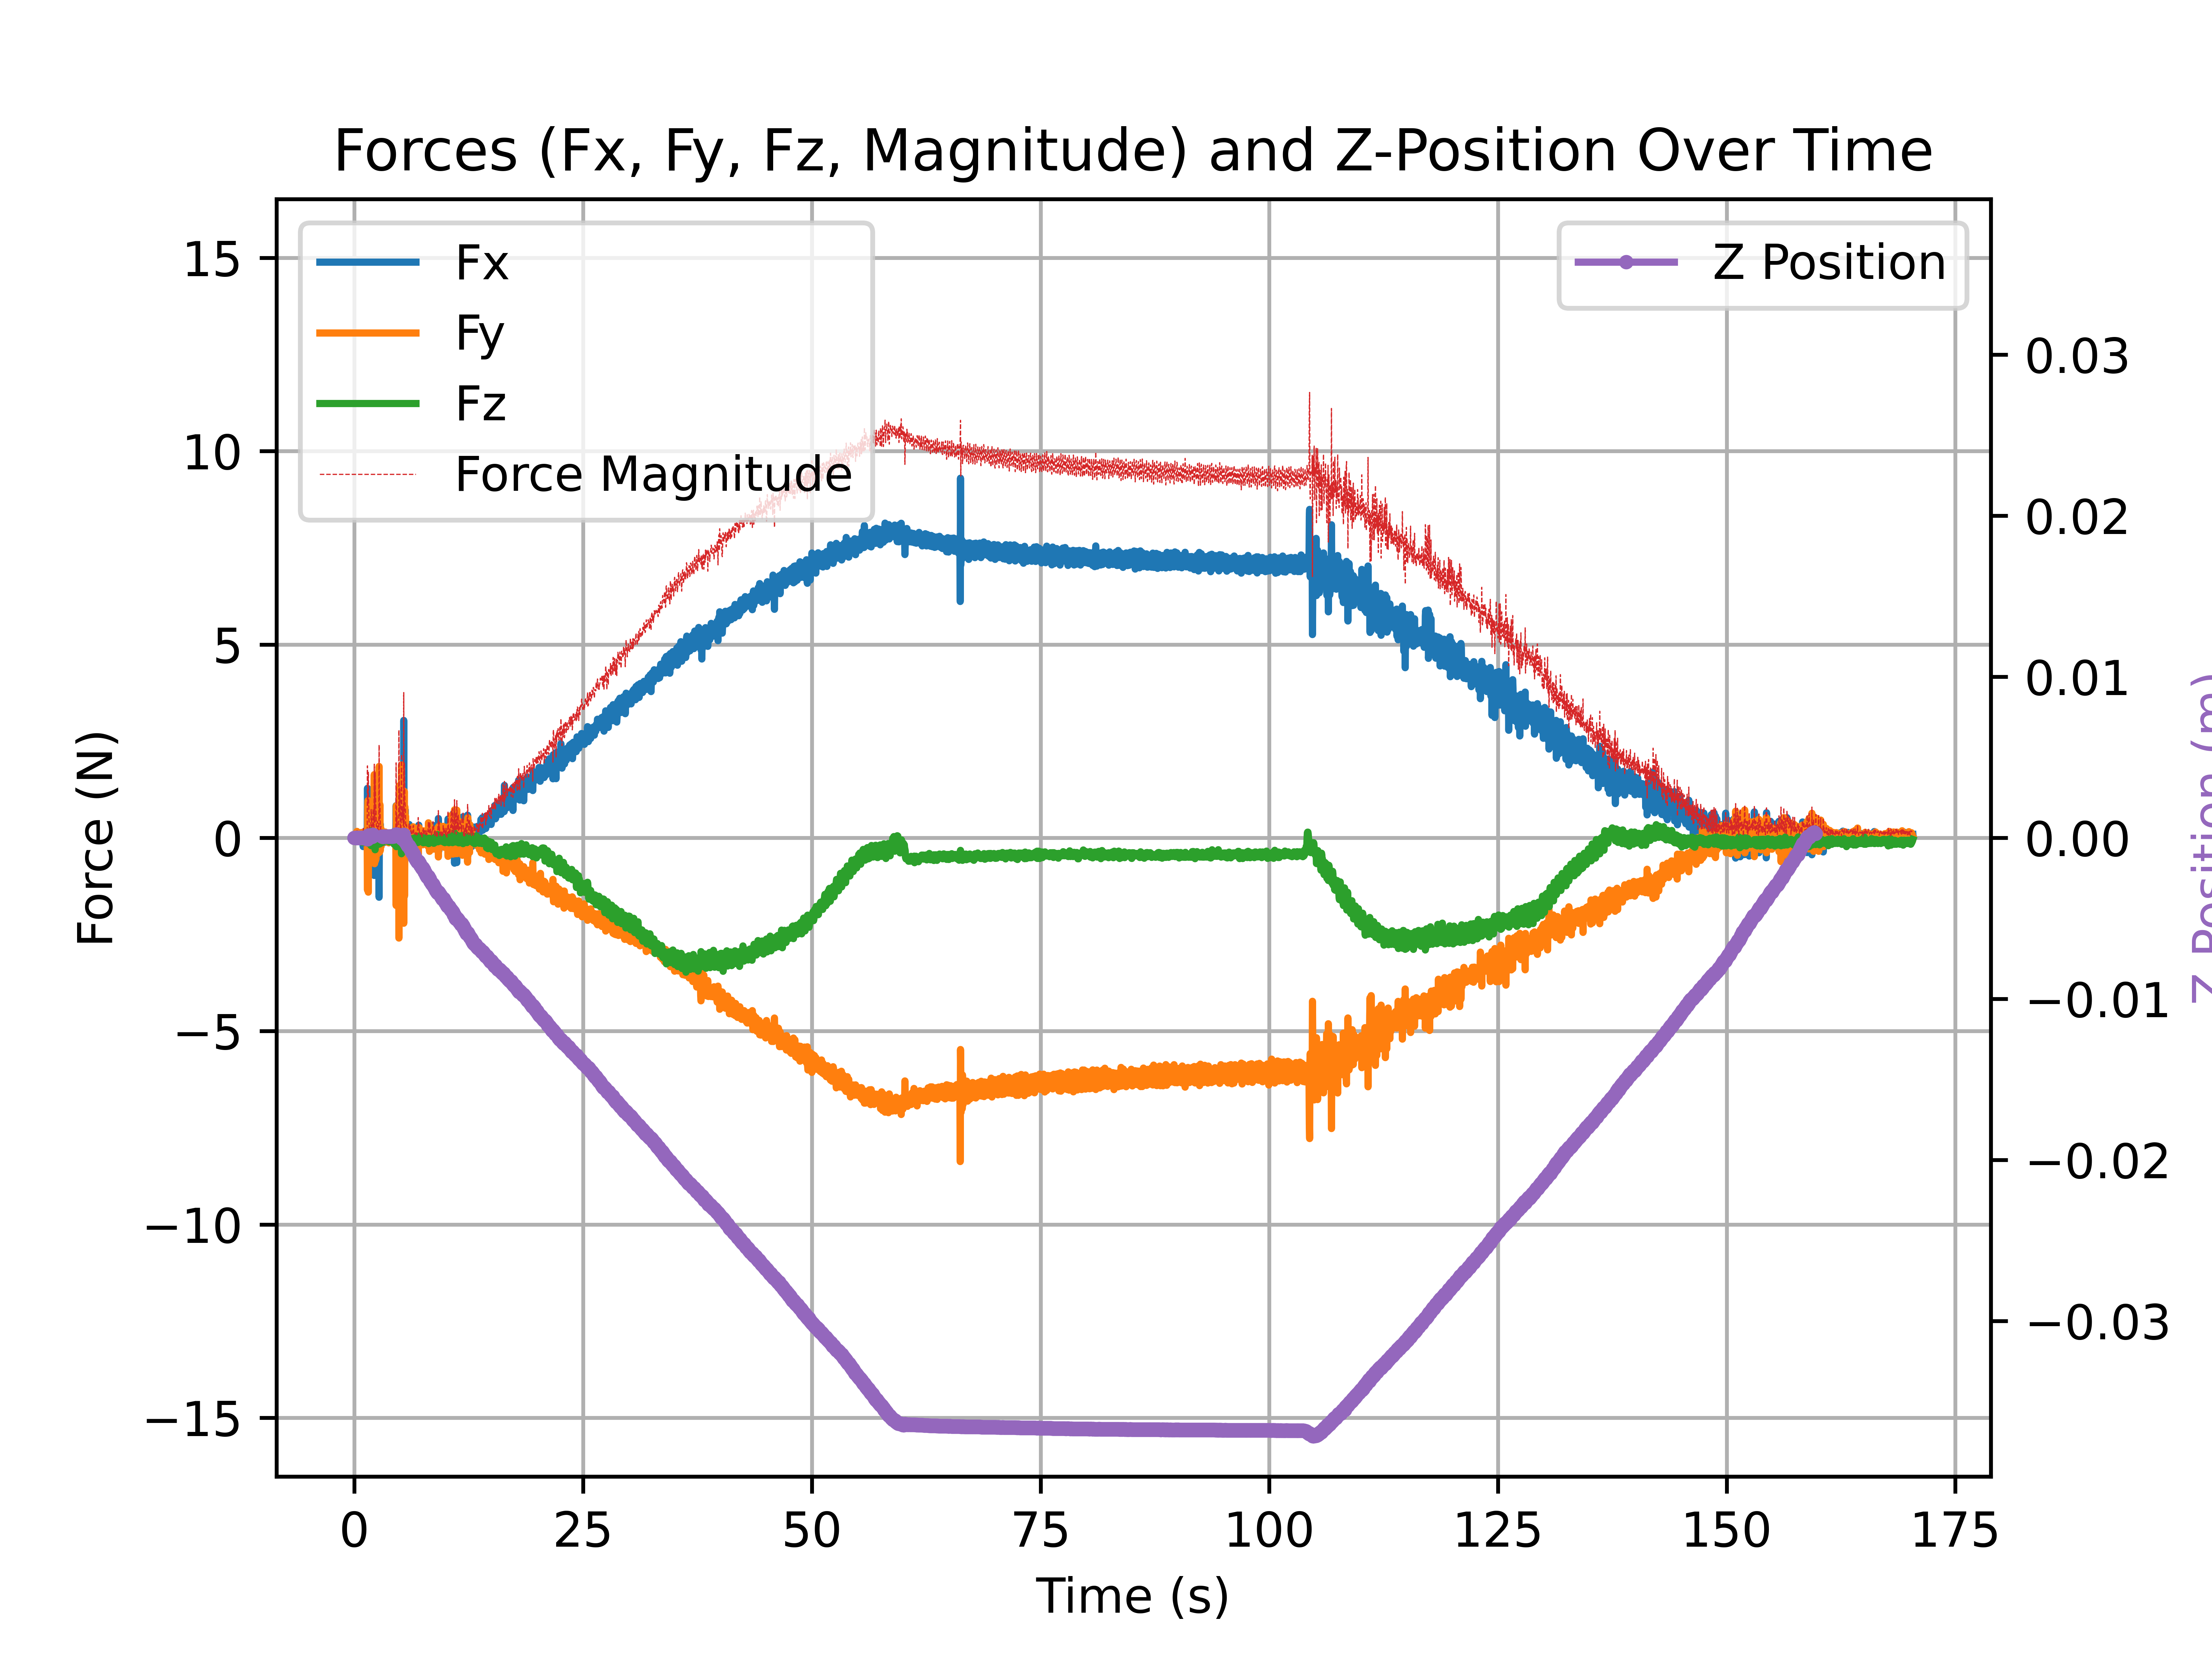 Forces (Fx, Fy, Fz, Magnitude) and Z-Position Over Time
Fx
Fy
Fz
Force Magnitude
Z Position
15
10
5
0
−5
−10
−15
Force (N)
0.03
0.02
0.01
0.00
−0.01
−0.02
−0.03
Z Position (m)
0 25 50 75 100 125 150 175
Time (s)